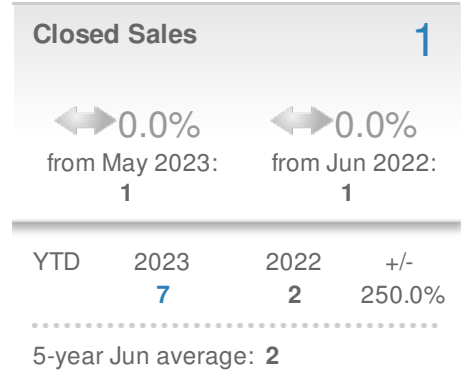 Closed Sales 1
0.0% 0.0%
from May 2023: from Jun 2022:
1 1
YTD 2023 2022 +/-
7 2 250.0%
5-year Jun average: 2